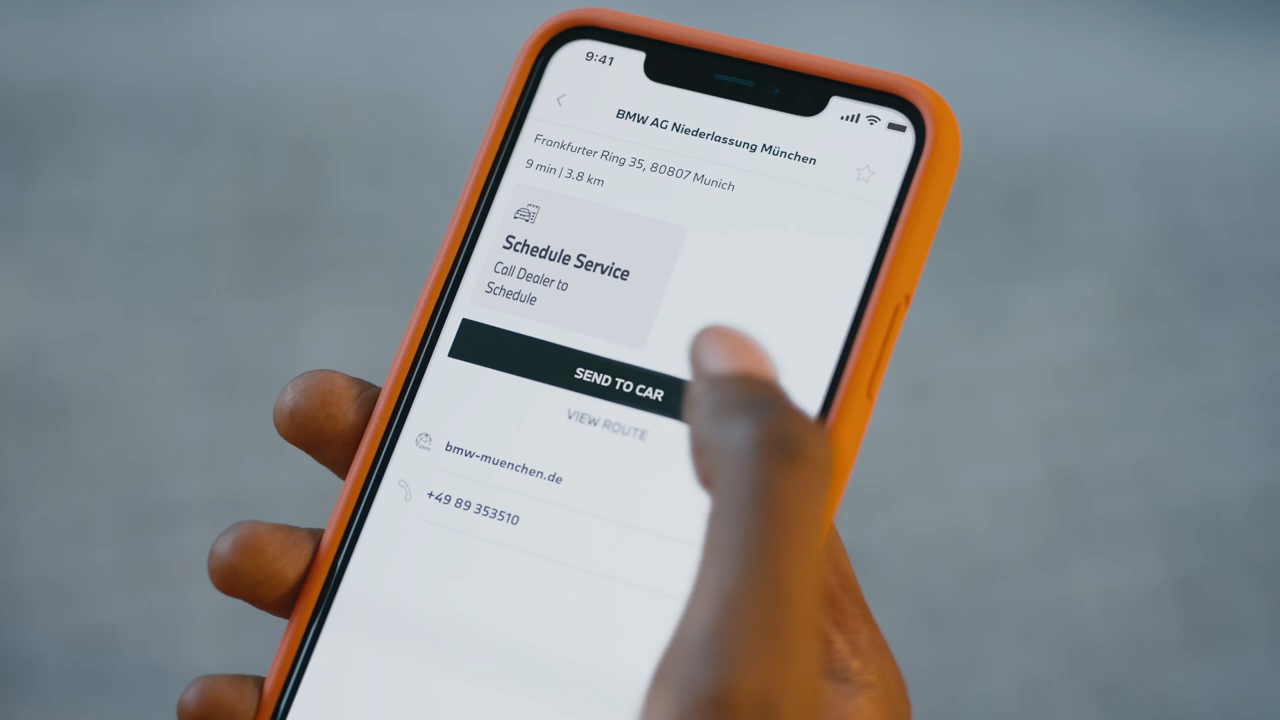 9:41
BMW AG Niederlassung München
Frankfurter Ring 35, 80807 Munich
9 min | 3.8 km
Schedule Service
Call Dealer to
Schedule
SEND TO CAR
VIEW ROUTE
bmw-muenchen.de
+49 89 353510